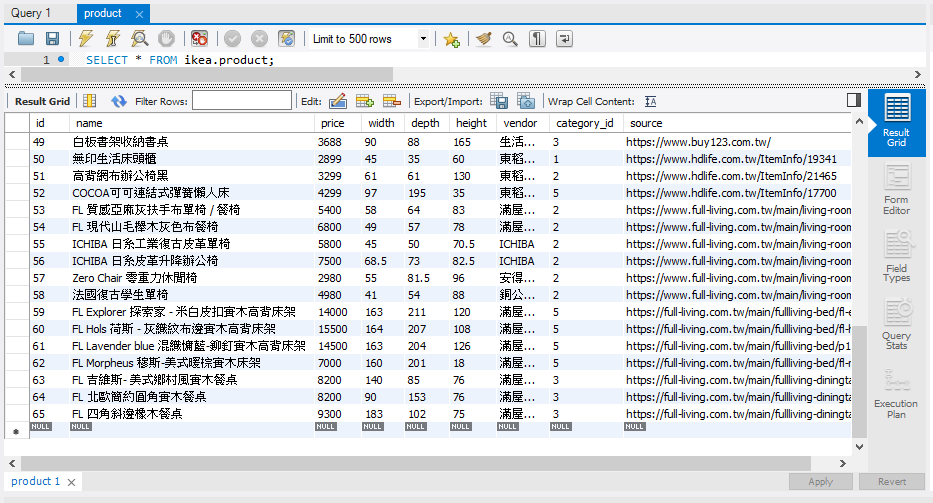 Query 1 product
Limit to 500 rows
1 SELECT * FROM ikea.product;
Result Grid Filter Rows: Edit: Export/Import: Wrap Cell Content:
id name price width depth height vendor category_id source
49 白板書架收納書桌 3688 90 88 165 生活... 3 https://www.buy123.com.tw/
50 無印生活床頭櫃 2899 45 35 60 東稻... 1 https://www.hdlife.com.tw/ItemInfo/19341
51 高背網布辦公椅黑 3299 61 61 130 東稻... 2 https://www.hdlife.com.tw/ItemInfo/21465
52 COCOA可可連結式彈簧懶人床 4299 97 195 35 東稻... 5 https://www.hdlife.com.tw/ItemInfo/17700
53 FL 質感亞麻灰扶手布單椅 / 餐椅 5400 58 64 83 滿屋... 2 https://www.full-living.com.tw/main/living-room
54 FL 現代山毛櫸木灰色布餐椅 6800 49 57 78 滿屋... 2 https://www.full-living.com.tw/main/living-room
55 ICHIBA 日系工業復古皮革單椅 5800 45 50 70.5 ICHIBA 2 https://www.full-living.com.tw/main/living-room
56 ICHIBA 日系皮革升降辦公椅 7500 68.5 73 82.5 ICHIBA 2 https://www.full-living.com.tw/main/living-room
57 Zero Chair 零重力休閒椅 2980 55 81.5 96 安得... 2 https://www.full-living.com.tw/main/living-room
58 法國復古學生單椅 4980 41 54 88 銅公... 2 https://www.full-living.com.tw/main/living-room
59 FL Explorer 探索家 - 米白皮扣實木高背床架 14000 163 211 120 滿屋... 5 https://full-living.com.tw/main/fullliving-bed/fl-e
60 FL Hols 荷斯 - 灰織紋布邊實木高背床架 15500 164 207 108 滿屋... 5 https://full-living.com.tw/main/fullliving-bed/fl-h
61 FL Lavender blue 混織慵藍-鉚釘實木高背床架 14500 163 204 126 滿屋... 5 https://full-living.com.tw/main/fullliving-bed/p1
62 FL Morpheus 穆斯-美式暖棕實木床架 7000 160 201 18 滿屋... 5 https://full-living.com.tw/main/fullliving-bed/fl-m
63 FL 吉維斯- 美式鄉村風實木餐桌 8200 140 85 76 滿屋... 3 https://full-living.com.tw/main/fullliving-diningta
64 FL 北歐簡約圓角實木餐桌 8200 90 153 76 滿屋... 3 https://full-living.com.tw/main/fullliving-diningta
65 FL 四角斜邊橡木餐桌 9300 183 102 75 滿屋... 3 https://full-living.com.tw/main/fullliving-diningta
NULL NULL NULL NULL NULL NULL NULL NULL NULL
Result
Grid
Form
Editor
Field
Types
Query
Stats
Execution
Plan
product 1 Apply Revert